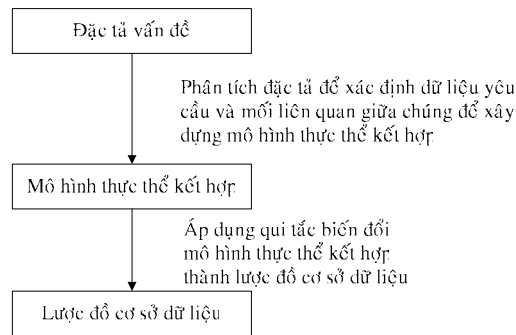 Đặc tả vấn đề
Phân tích đặc tả để xác định dữ liệu yêu
cầu và mối liên quan giữa chúng để xây
dựng mô hình thực thể kết hợp
Mô hình thực thể kết hợp
Áp dụng qui tắc biến đổi
mô hình thực thể kết hợp
thành lược đồ cơ sở dữ liệu
Lược đồ cơ sở dữ liệu